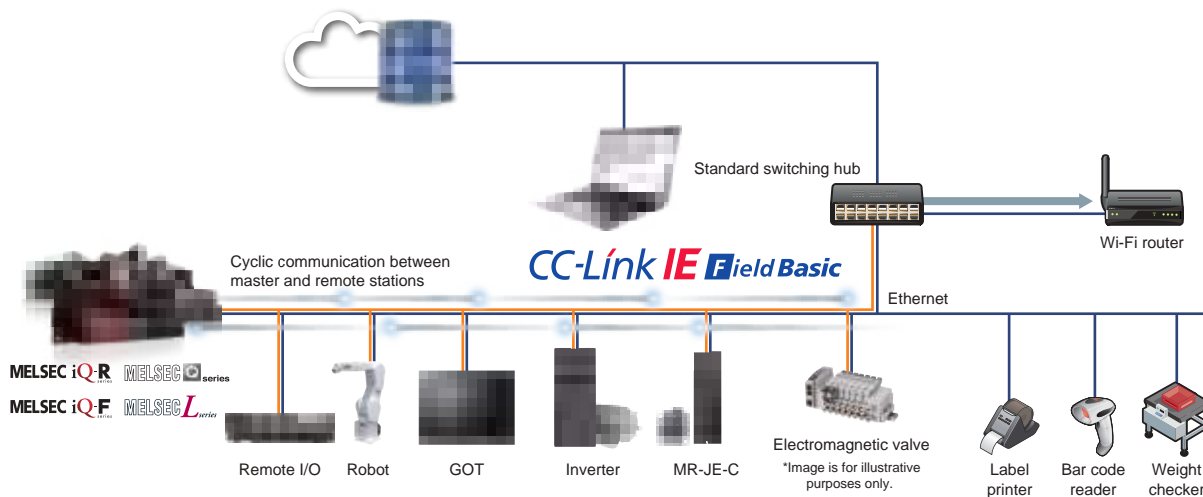 Standard switching hub
Wi-Fi router
Cyclic communication between
master and remote stations
CC-Link IE Field Basic
Ethernet
MELSEC iQ-R series
MELSEC Q series
MELSEC iQ-F series
MELSEC L series
Remote I/O
Robot
GOT
Inverter
MR-JE-C
Electromagnetic valve
*Image is for illustrative
purposes only.
Label
printer
Bar code
reader
Weight
checker